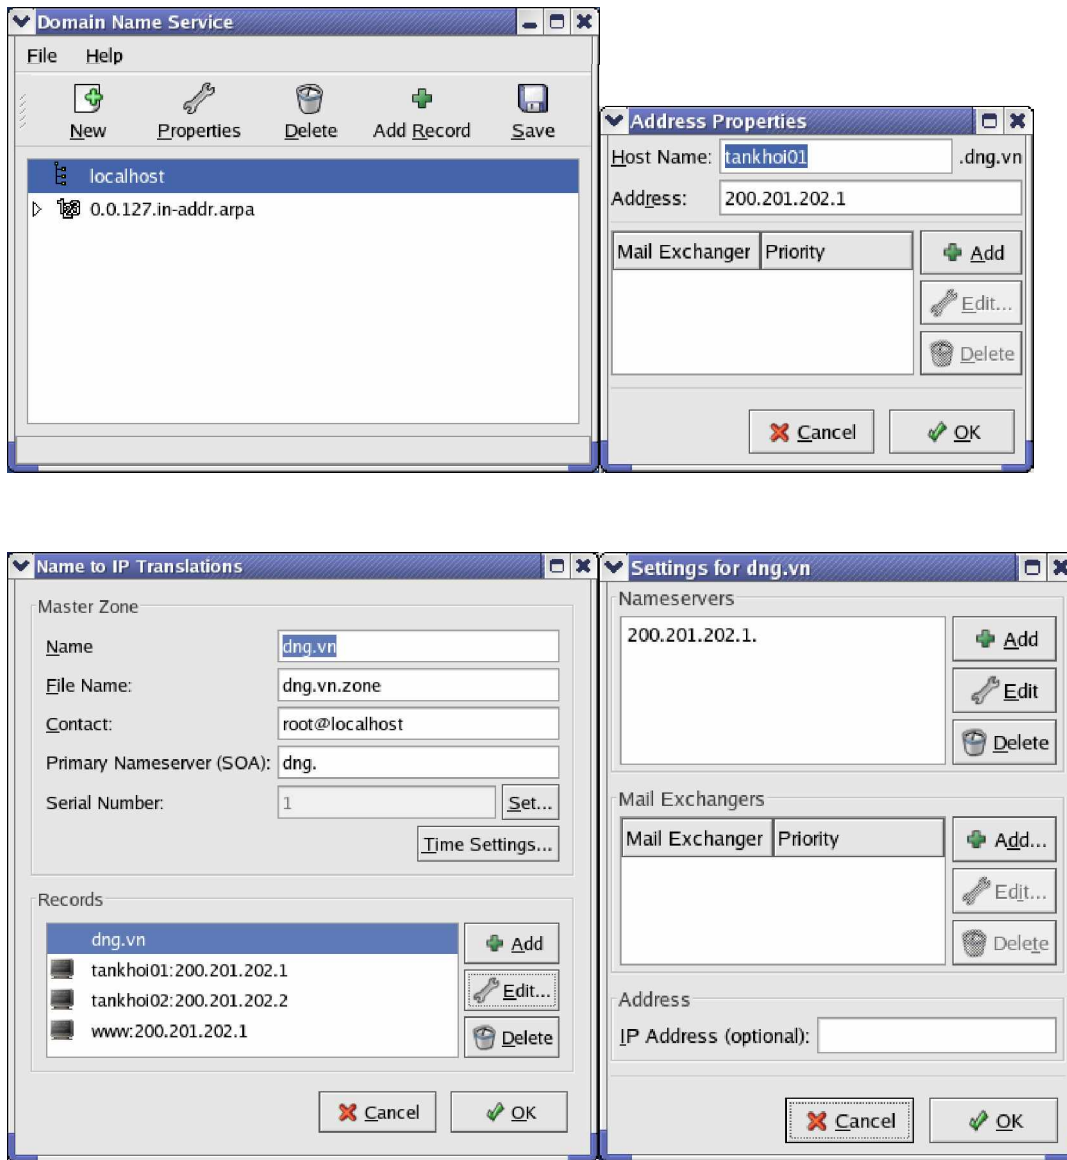 Domain Name Service
File Help
New Properties Delete Add Record Save
localhost
0.0.127.in-addr.arpa
Address Properties
Host Name: tankhoi01 .dng.vn
Address: 200.201.202.1
Mail Exchanger Priority
Add
Edit...
Delete
Cancel OK
Name to IP Translations
Master Zone
Name dng.vn
File Name: dng.vn.zone
Contact: root@localhost
Primary Nameserver (SOA): dng.
Serial Number: 1 Set...
Time Settings...
Records
dng.vn
tankhoi01:200.201.202.1
tankhoi02:200.201.202.2
www:200.201.202.1
Add
Edit...
Delete
Cancel OK
Settings for dng.vn
Nameservers
200.201.202.1.
Add
Edit
Delete
Mail Exchangers
Mail Exchanger Priority
Add...
Edit...
Delete
Address
IP Address (optional):
Cancel OK